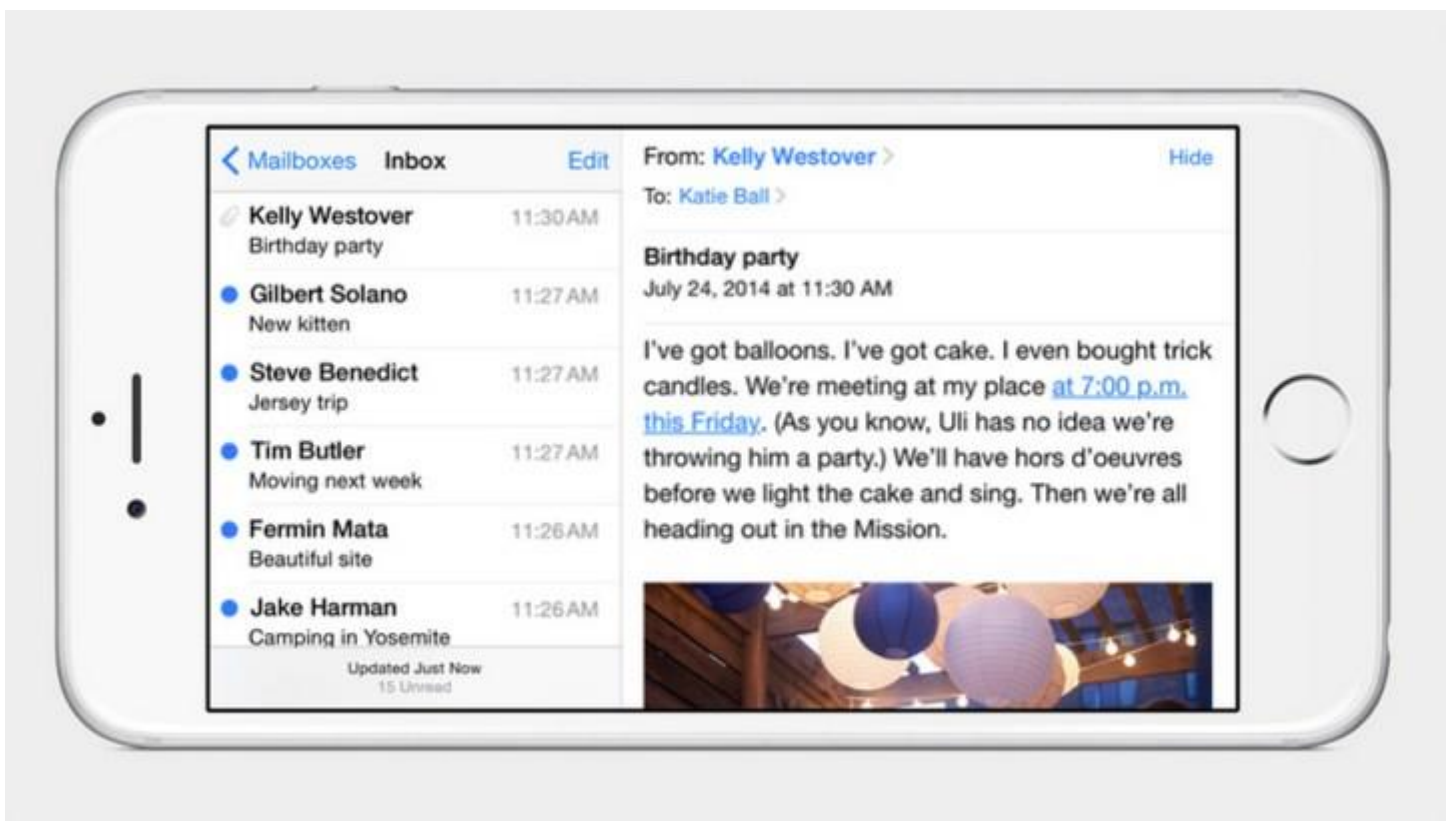 Mailboxes Inbox Edit
Kelly Westover 11:30 AM
Birthday party
Gilbert Solano 11:27 AM
New kitten
Steve Benedict 11:27 AM
Jersey trip
Tim Butler 11:27 AM
Moving next week
Fermin Mata 11:26 AM
Beautiful site
Jake Harman 11:26 AM
Camping in Yosemite
Updated Just Now
15 Unread
From: Kelly Westover Hide
To: Katie Ball
Birthday party
July 24, 2014 at 11:30 AM
I've got balloons. I've got cake. I even bought trick
candles. We're meeting at my place at 7:00 p.m.
this Friday. (As you know, Uli has no idea we're
throwing him a party.) We'll have hors d'oeuvres
before we light the cake and sing. Then we're all
heading out in the Mission.